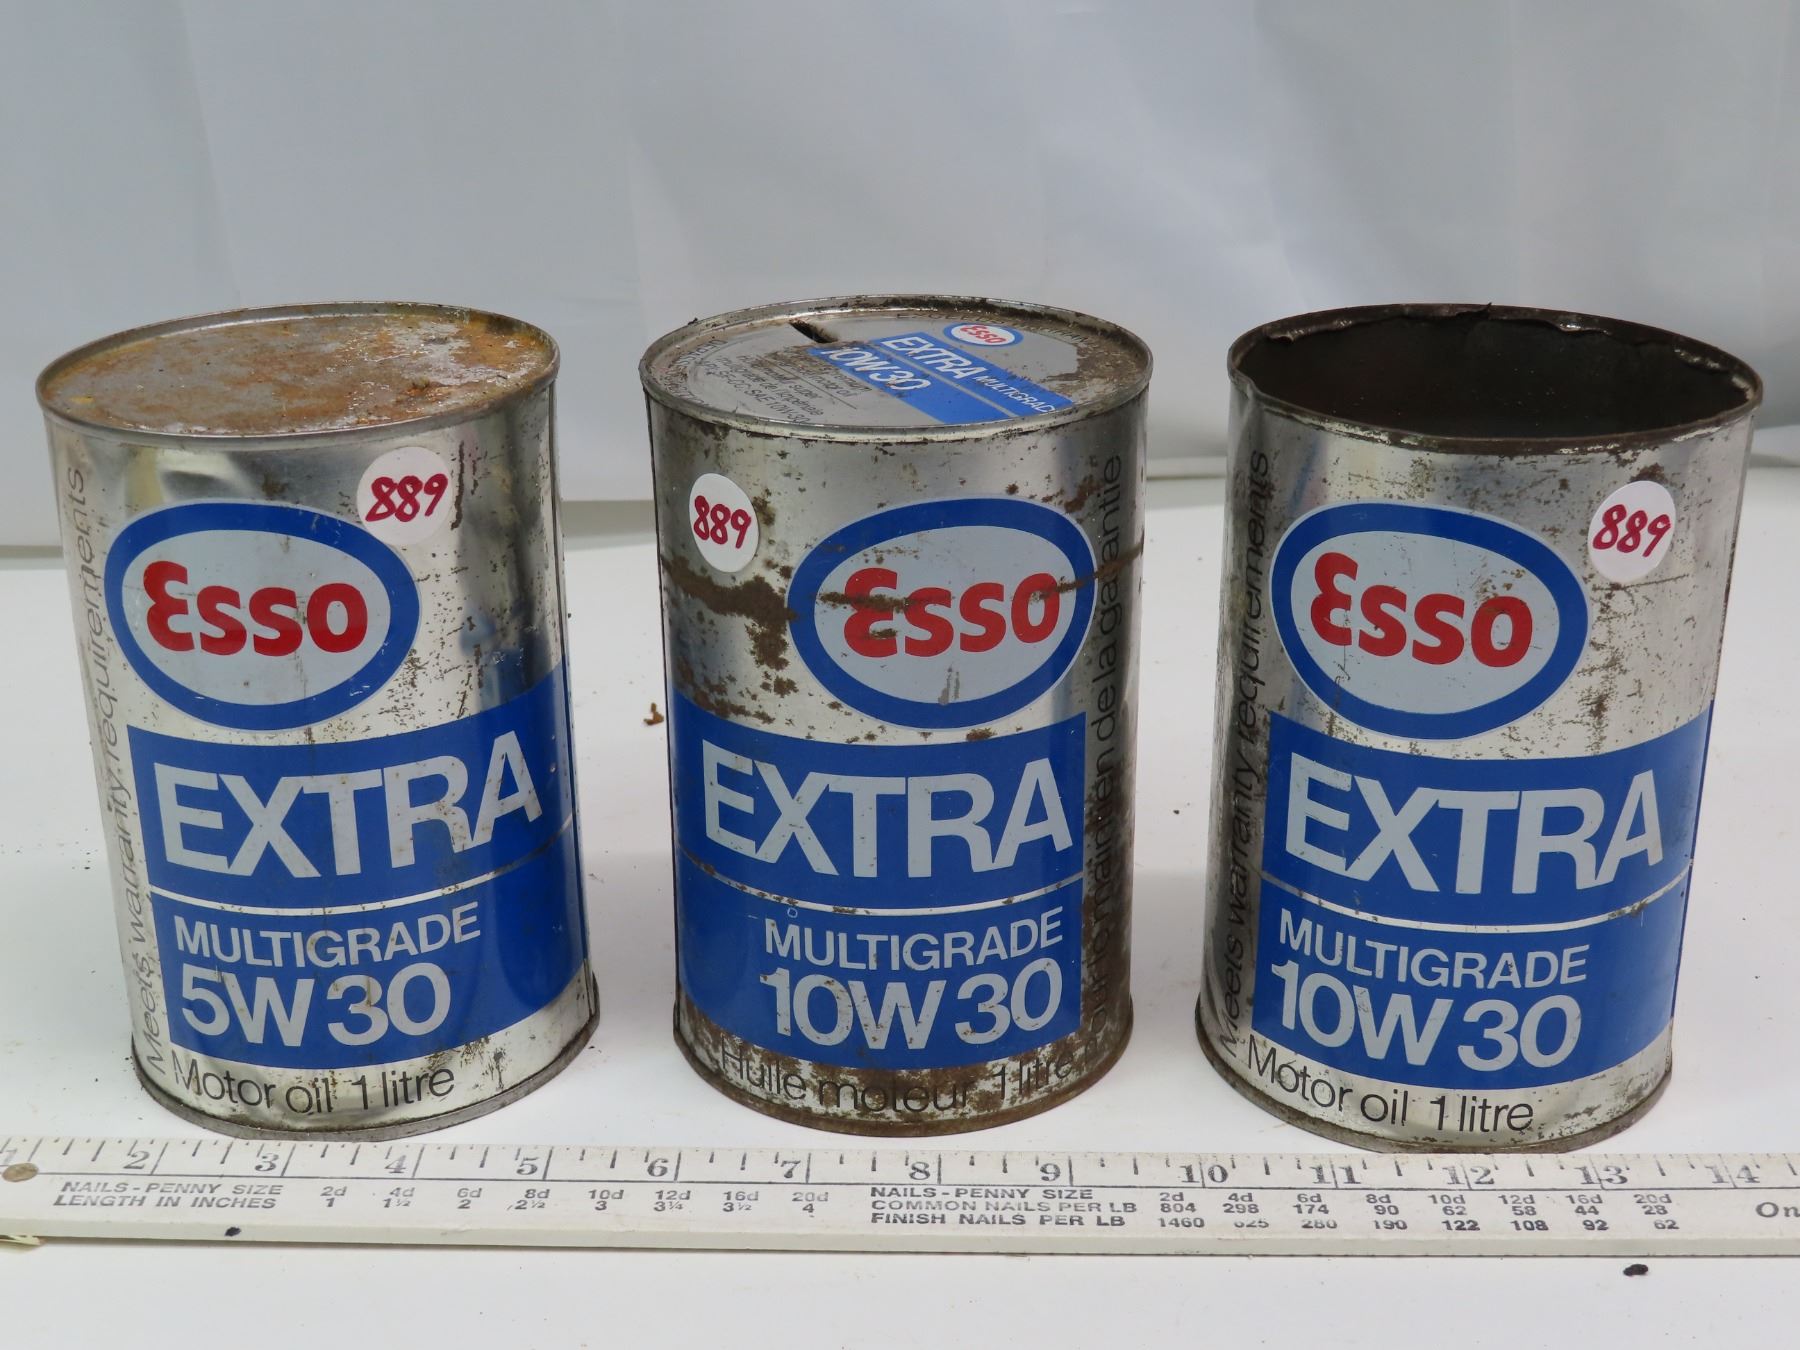 889
Esso
EXTRA
MULTIGRADE
5W 30
Motor oil 1 litre
Meets warranty requirements
Esso
EXTRA MULTIGRADE
10W30
889
Esso
EXTRA
MULTIGRADE
10W 30
Huile moteur 1 litre
maintien de la garantie
889
Esso
EXTRA
MULTIGRADE
10W 30
Motor oil 1 litre
Meets warranty requirements
1 2 3 4 5 6 7 8 9 10 11 12 13 14
NAILS - PENNY SIZE 2d 4d 6d 8d 10d 12d 16d 20d
LENGTH IN INCHES 1 1½ 2 2½ 3 3¼ 3½ 4
NAILS - PENNY SIZE 2d 4d 6d 8d 10d 12d 16d 20d
COMMON NAILS PER LB 804 298 174 90 62 58 44 28
FINISH NAILS PER LB 1460 625 280 190 122 108 92 62
On